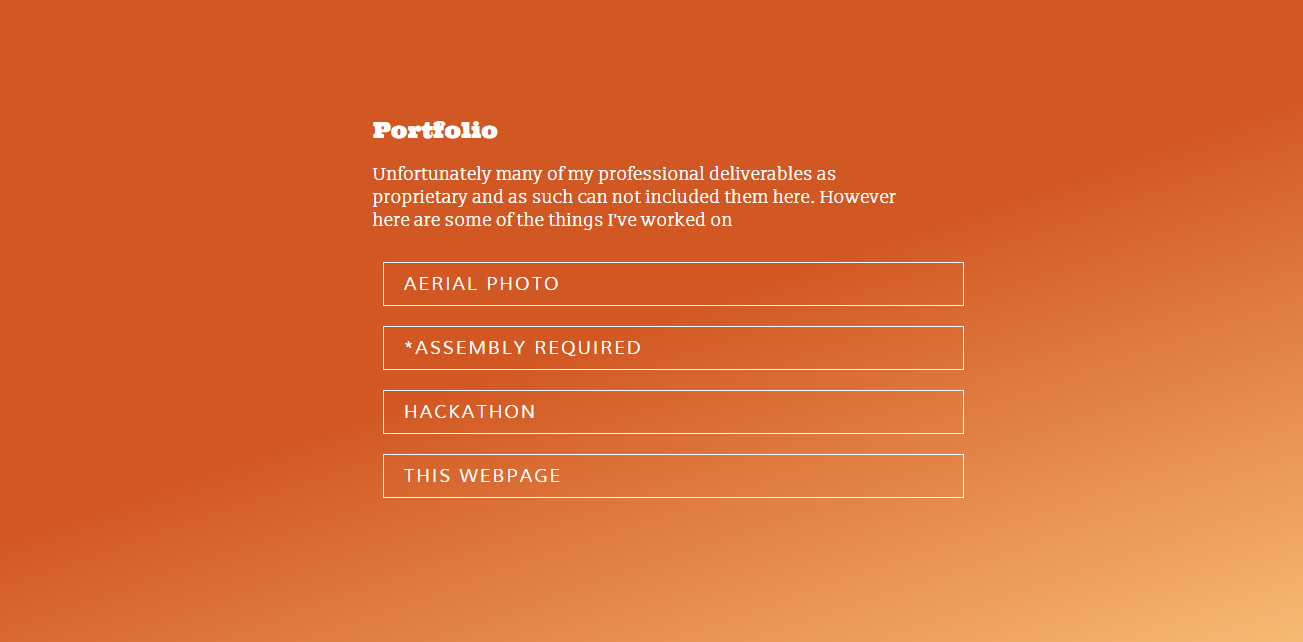 Portfolio
Unfortunately many of my professional deliverables as
proprietary and as such can not included them here. However
here are some of the things I've worked on
AERIAL PHOTO
*ASSEMBLY REQUIRED
HACKATHON
THIS WEBPAGE